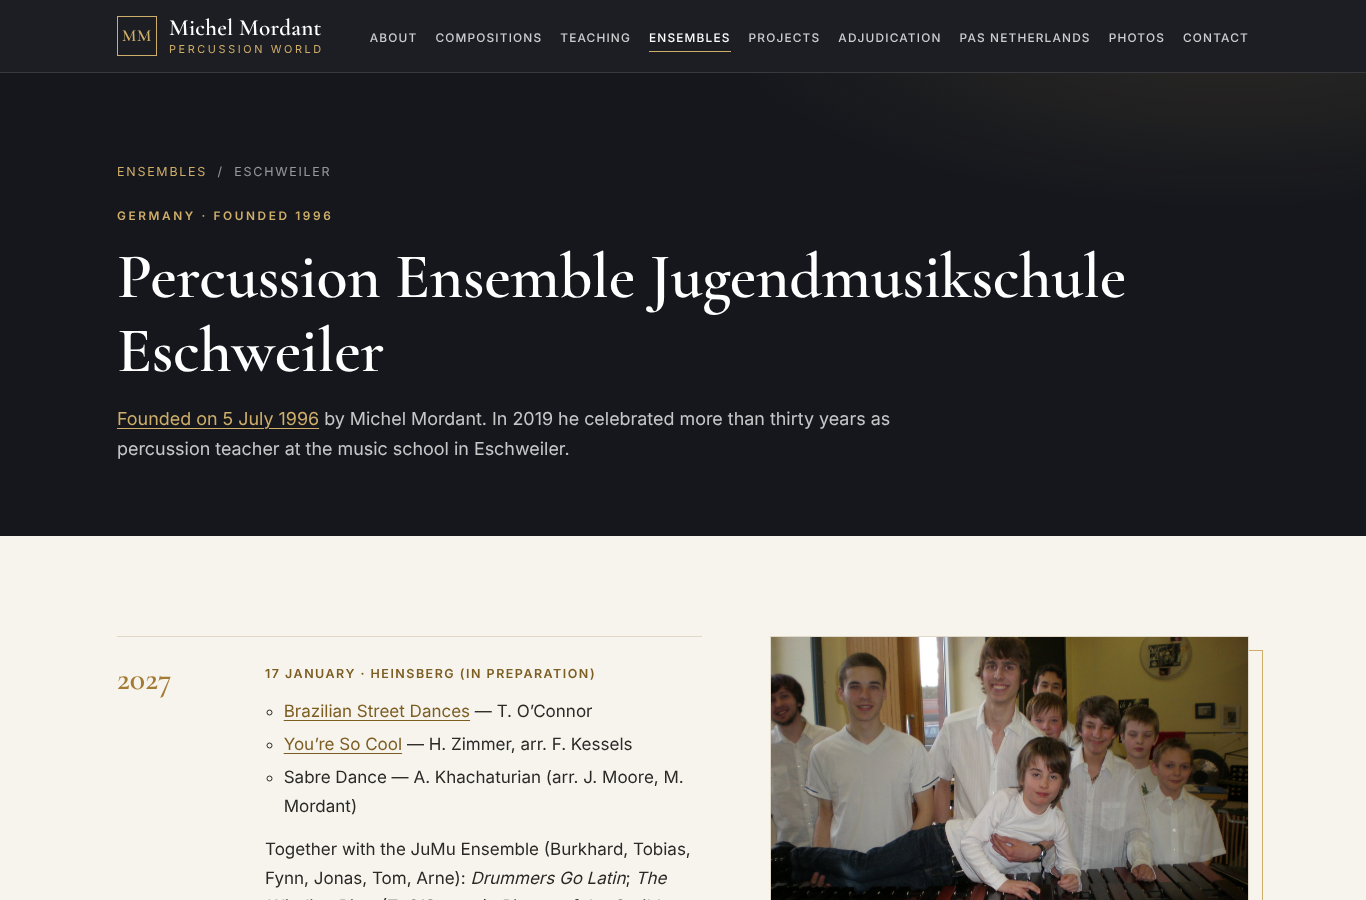 MM
Michel Mordant
PERCUSSION WORLD
ABOUT COMPOSITIONS TEACHING ENSEMBLES PROJECTS ADJUDICATION PAS NETHERLANDS PHOTOS CONTACT
ENSEMBLES / ESCHWEILER
GERMANY · FOUNDED 1996
Percussion Ensemble Jugendmusikschule
Eschweiler
Founded on 5 July 1996 by Michel Mordant. In 2019 he celebrated more than thirty years as
percussion teacher at the music school in Eschweiler.
2027
17 JANUARY · HEINSBERG (IN PREPARATION)
Brazilian Street Dances — T. O’Connor
You’re So Cool — H. Zimmer, arr. F. Kessels
Sabre Dance — A. Khachaturian (arr. J. Moore, M.
Mordant)
Together with the JuMu Ensemble (Burkhard, Tobias,
Fynn, Jonas, Tom, Arne): Drummers Go Latin; The